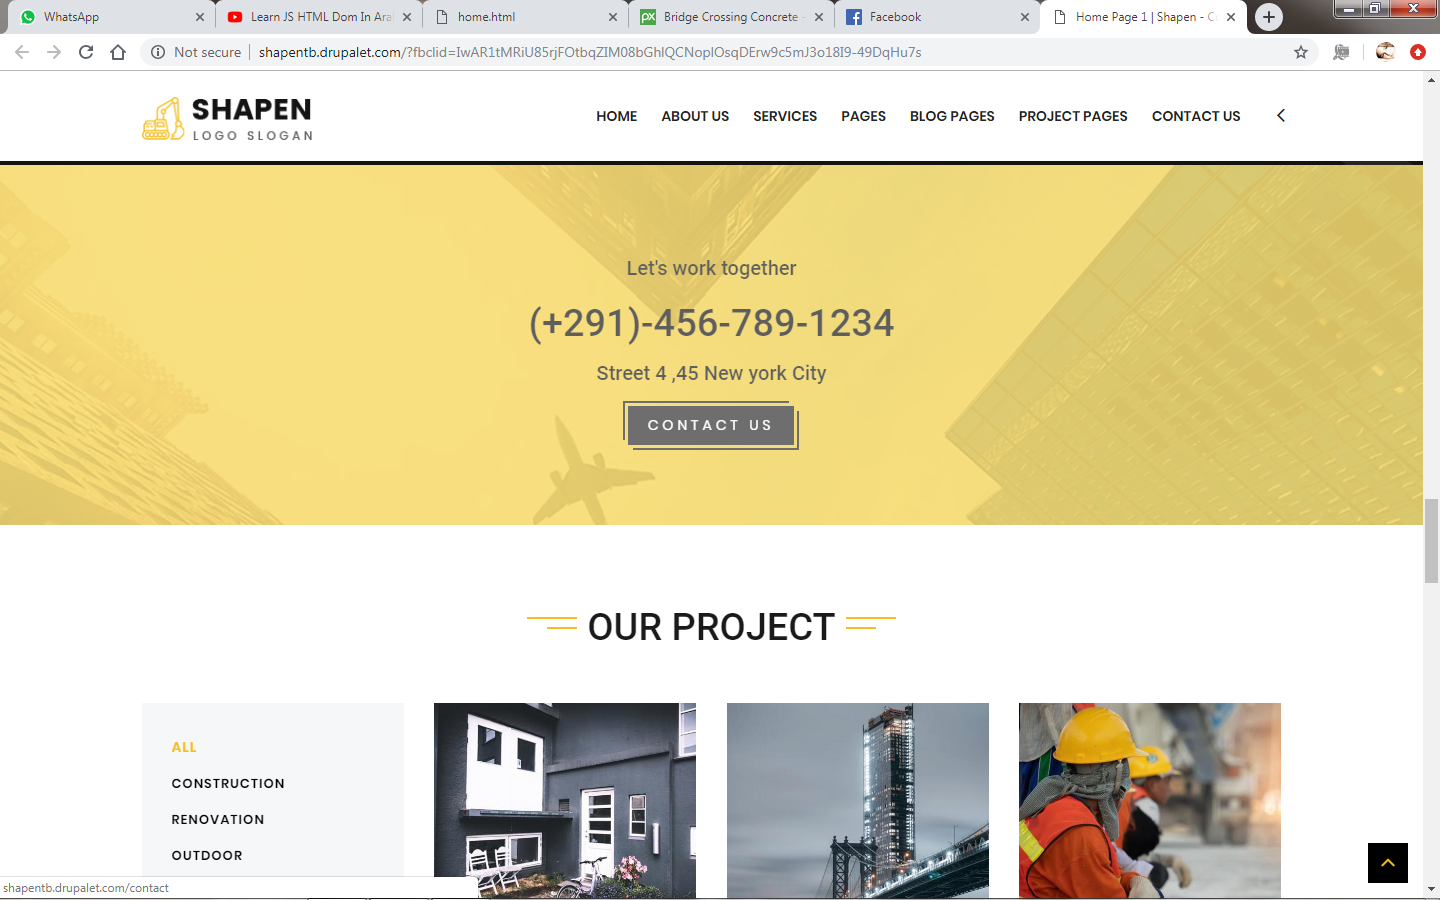 WhatsApp
Learn JS HTML Dom In Ara
home.html
Bridge Crossing Concrete
Facebook
Home Page 1 | Shapen - C
Not secure
shapentb.drupalet.com/?fbclid=IwAR1tMRiU85rjFOtbqZIM08bGhlQCNoplOsqDErw9c5mJ3o18I9-49DqHu7s
SHAPEN
LOGO SLOGAN
HOME ABOUT US SERVICES PAGES BLOG PAGES PROJECT PAGES CONTACT US
Let's work together
(+291)-456-789-1234
Street 4 ,45 New york City
CONTACT US
OUR PROJECT
ALL
CONSTRUCTION
RENOVATION
OUTDOOR
shapentb.drupalet.com/contact